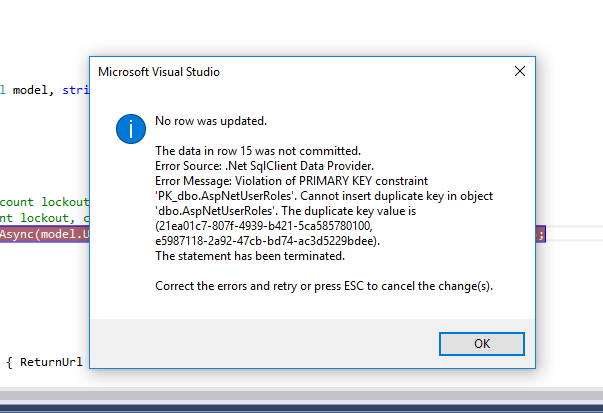 Microsoft Visual Studio
l model, stri
No row was updated.
The data in row 15 was not committed.
Error Source: .Net SqlClient Data Provider.
Error Message: Violation of PRIMARY KEY constraint
'PK_dbo.AspNetUserRoles'. Cannot insert duplicate key in object
'dbo.AspNetUserRoles'. The duplicate key value is
(21ea01c7-807f-4939-b421-5ca585780100,
e5987118-2a92-47cb-bd74-ac3d5229bdee).
The statement has been terminated.
Correct the errors and retry or press ESC to cancel the change(s).
count lockout
nt lockout, c
Async(model.U
;
OK
{ ReturnUrl